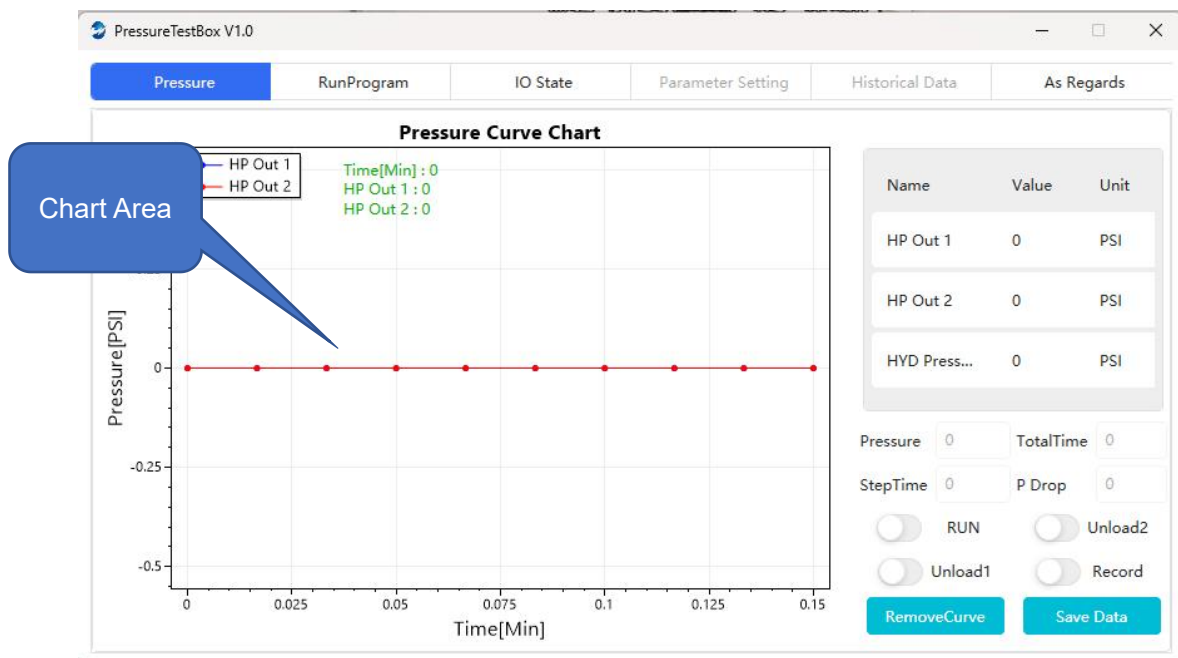 PressureTestBox V1.0
Pressure RunProgram IO State Parameter Setting Historical Data As Regards
Pressure Curve Chart
HP Out 1
HP Out 2
Time[Min] : 0
HP Out 1 : 0
HP Out 2 : 0
Chart Area
Pressure[PSI]
0
-0.25
-0.5
0 0.025 0.05 0.075 0.1 0.125 0.15
Time[Min]
Name Value Unit
HP Out 1 0 PSI
HP Out 2 0 PSI
HYD Press... 0 PSI
Pressure 0 TotalTime 0
StepTime 0 P Drop 0
RUN Unload2
Unload1 Record
RemoveCurve Save Data